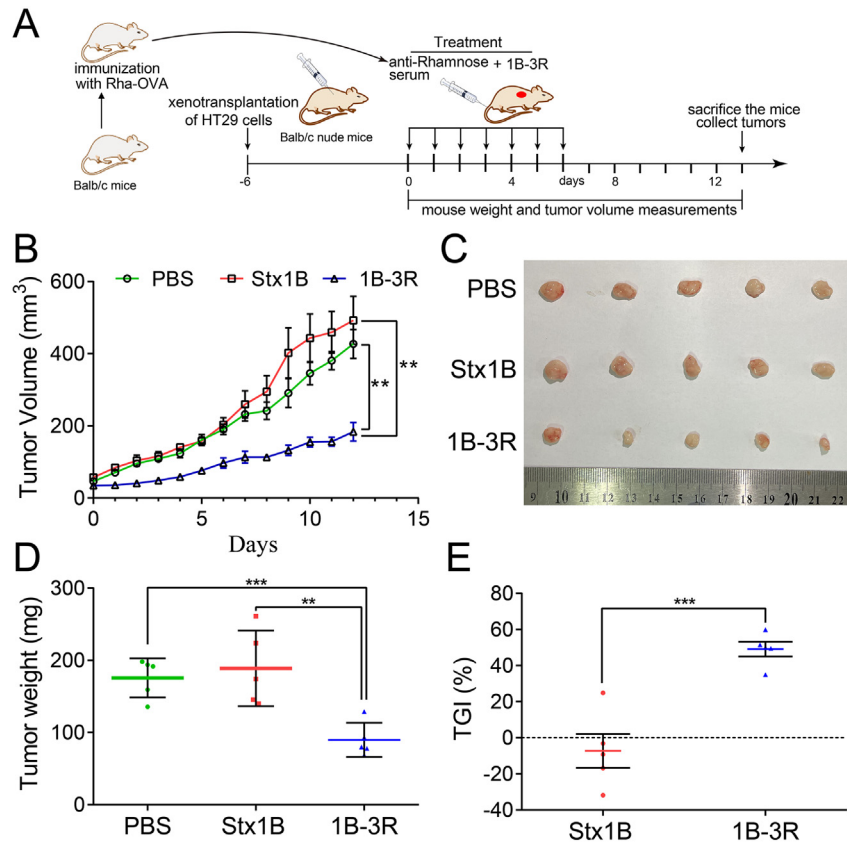 A
immunization
with Rha-OVA
Balb/c mice
xenotransplantation
of HT29 cells
Balb/c nude mice
Treatment
anti-Rhamnose + 1B-3R
serum
sacrifice the mice
collect tumors
-6
0
4
days
8
12
mouse weight and tumor volume measurements
B
PBS
Stx1B
1B-3R
Tumor Volume (mm³)
600
400
200
0
**
**
0
5
10
15
Days
C
PBS
Stx1B
1B-3R
9 10 11 12 13 14 15 16 17 18 19 20 21 22
D
Tumor weight (mg)
300
200
100
0
***
**
PBS
Stx1B
1B-3R
E
TGI (%)
80
60
40
20
0
-20
-40
***
Stx1B
1B-3R